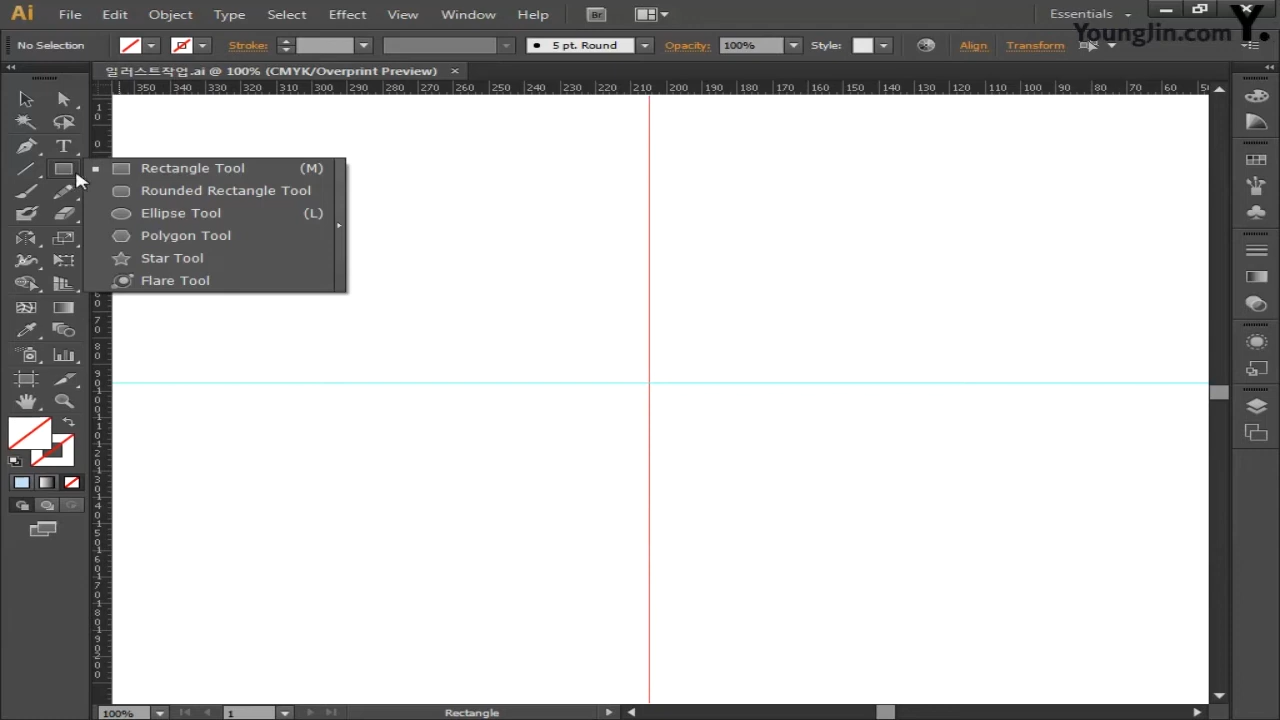 Ai File Edit Object Type Select Effect View Window Help Br Essentials
YoungJin.com Y.
No Selection Stroke: 5 pt. Round Opacity: 100% Style: Align Transform
일러스트작업.ai @ 100% (CMYK/Overprint Preview) ×
350 340 330 320 310 300 290 280 270 260 250 240 230 220 210 200 190 180 170 160 150 140 130 120 110 100 90 80 70 60
T
Rectangle Tool (M)
Rounded Rectangle Tool
Ellipse Tool (L)
Polygon Tool
Star Tool
Flare Tool
100% 1 Rectangle